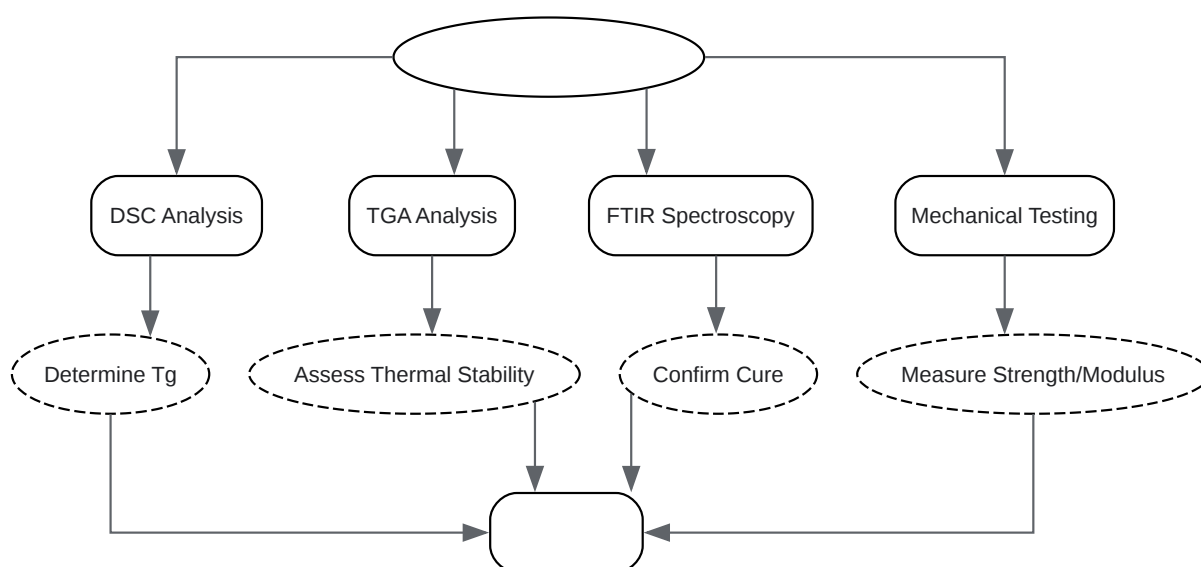 DSC Analysis
TGA Analysis
FTIR Spectroscopy
Mechanical Testing
Determine Tg
Assess Thermal Stability
Confirm Cure
Measure Strength/Modulus